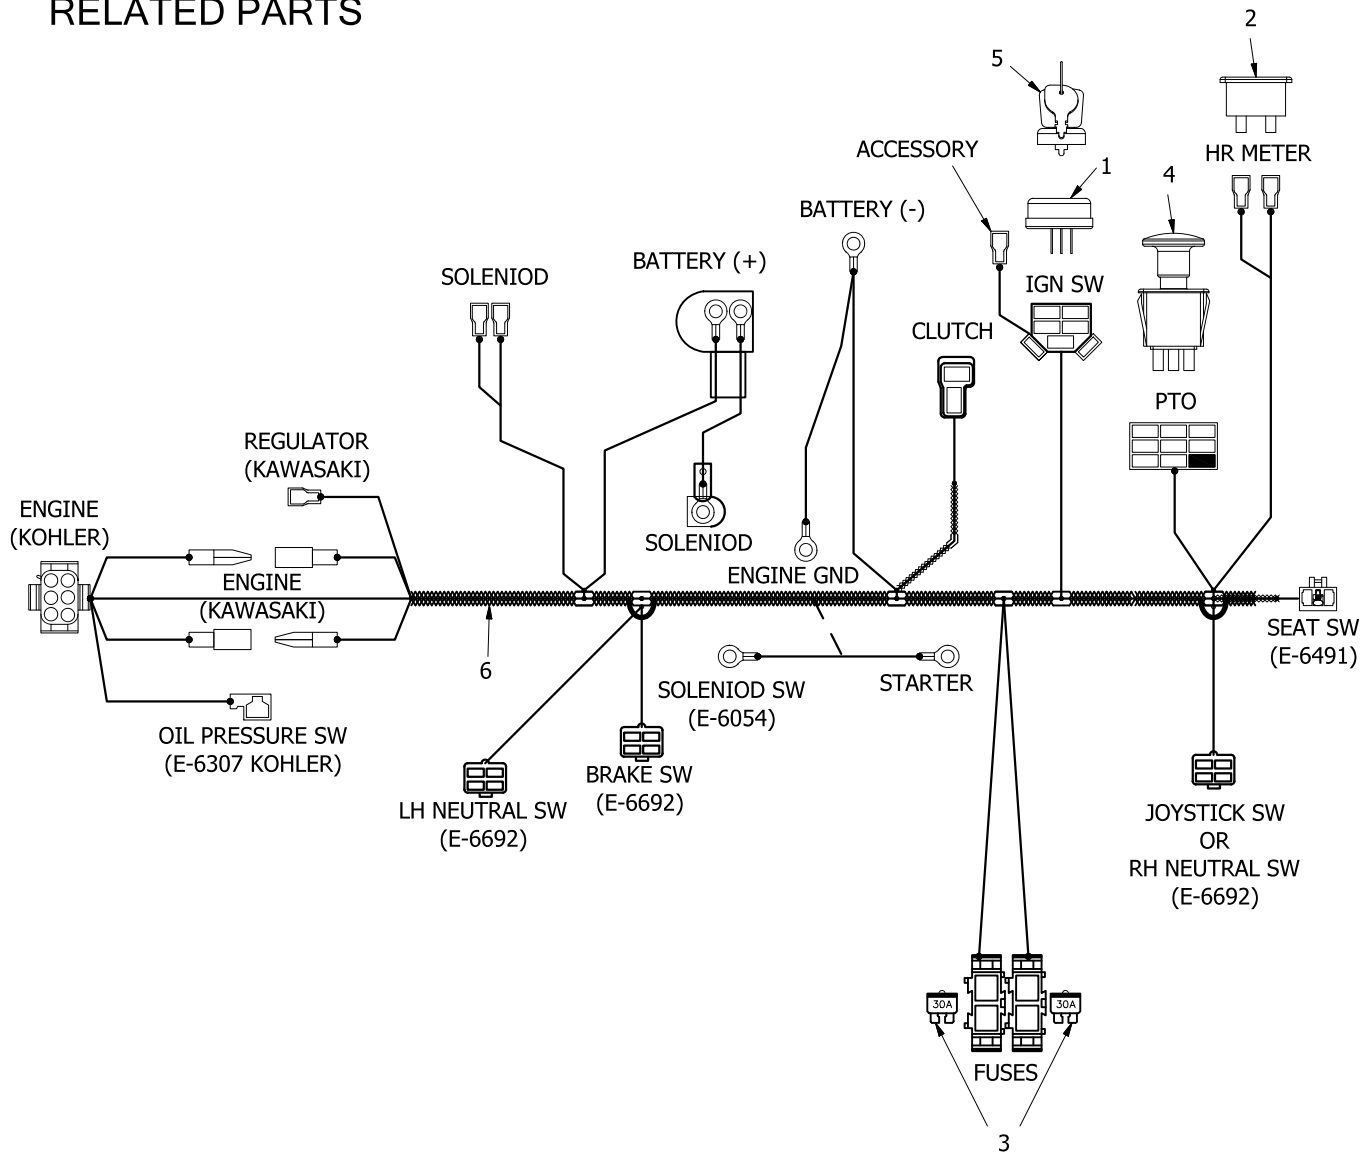 RELATED PARTS
2
5
HR METER
ACCESSORY
1
4
BATTERY (-)
BATTERY (+)
SOLENIOD
IGN SW
CLUTCH
PTO
REGULATOR
(KAWASAKI)
ENGINE
(KOHLER)
SOLENIOD
ENGINE GND
ENGINE
(KAWASAKI)
SEAT SW
(E-6491)
6
SOLENIOD SW
(E-6054)
STARTER
OIL PRESSURE SW
(E-6307 KOHLER)
BRAKE SW
(E-6692)
LH NEUTRAL SW
(E-6692)
JOYSTICK SW
OR
RH NEUTRAL SW
(E-6692)
30A
30A
FUSES
3